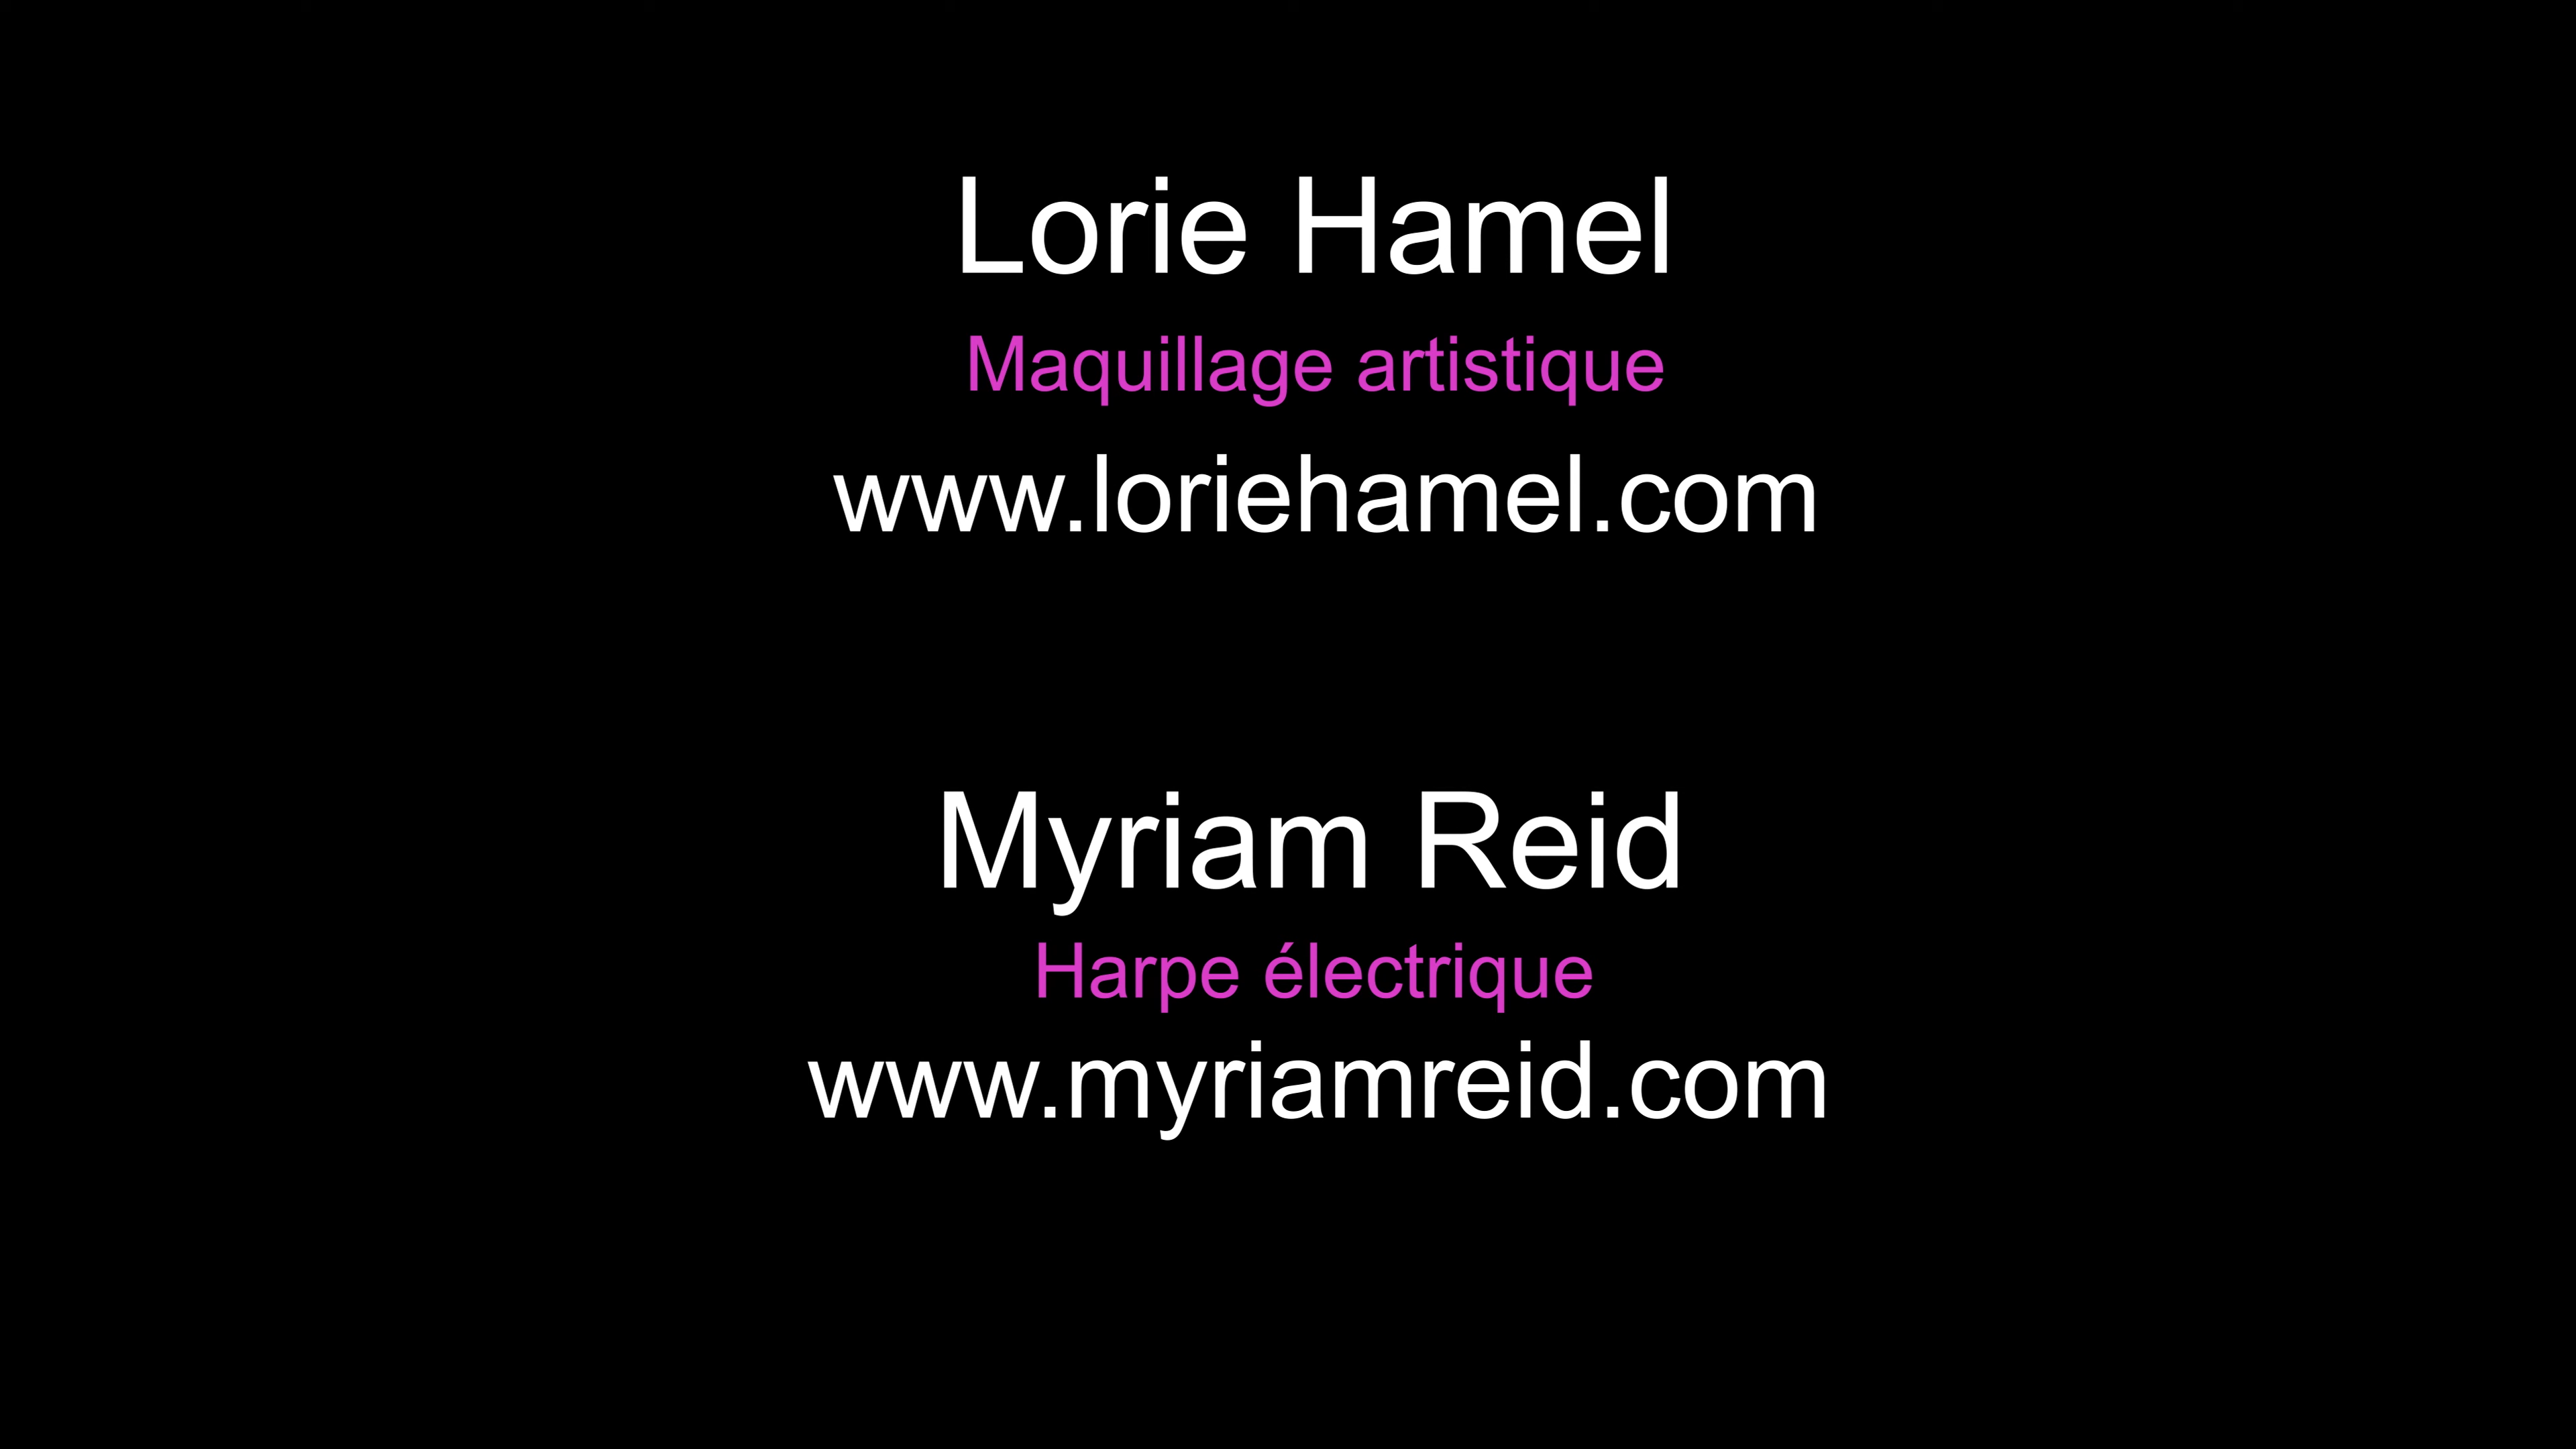 Lorie Hamel
Maquillage artistique
www.loriehamel.com
Myriam Reid
Harpe électrique
www.myriamreid.com